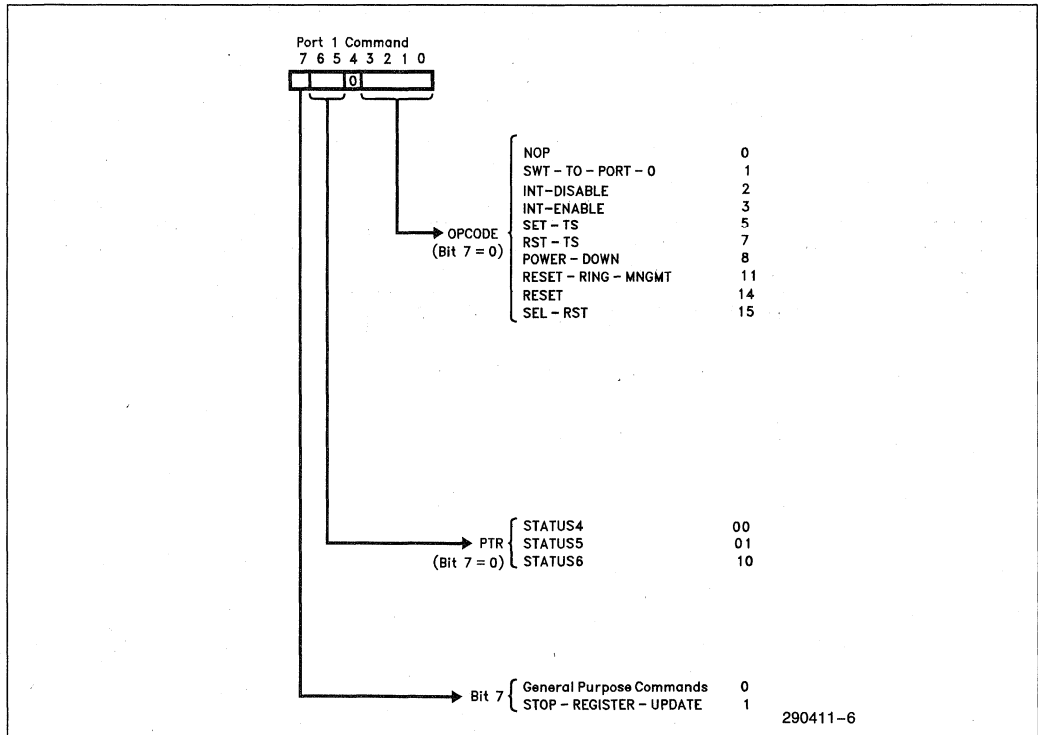 Port 1 Command
7 6 5 4 3 2 1 0
0
NOP 0
SWT - TO - PORT - 0 1
INT-DISABLE 2
INT-ENABLE 3
SET - TS 5
OPCODE
(Bit 7 = 0)
RST - TS 7
POWER - DOWN 8
RESET - RING - MNGMT 11
RESET 14
SEL - RST 15
STATUS4 00
PTR
(Bit 7 = 0)
STATUS5 01
STATUS6 10
Bit 7
General Purpose Commands 0
STOP - REGISTER - UPDATE 1
290411-6